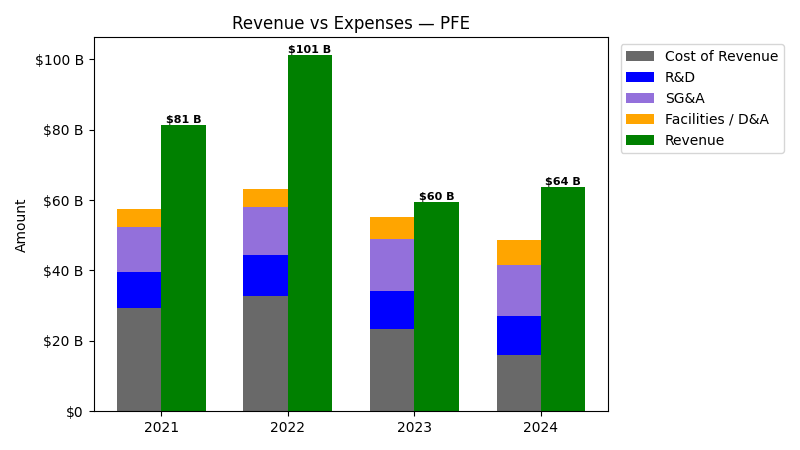 Revenue vs Expenses — PFE
Amount
$100 B
$80 B
$60 B
$40 B
$20 B
$0
$81 B
$101 B
$60 B
$64 B
2021
2022
2023
2024
Cost of Revenue
R&D
SG&A
Facilities / D&A
Revenue